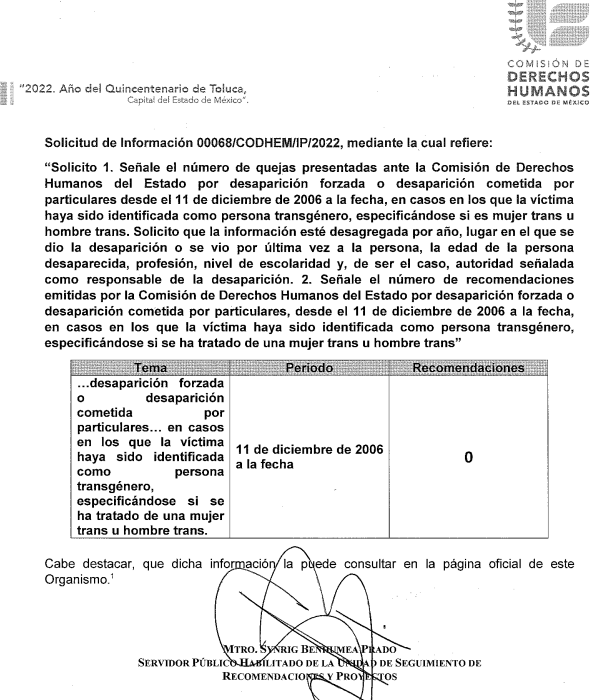 COMISIÓN DE
DERECHOS
HUMANOS
DEL ESTADO DE MÉXICO
"2022. Año del Quincentenario de Toluca,
Capital del Estado de México".
Solicitud de Información 00068/CODHEM/IP/2022, mediante la cual refiere:
"Solicito 1. Señale el número de quejas presentadas ante la Comisión de Derechos
Humanos del Estado por desaparición forzada o desaparición cometida por
particulares desde el 11 de diciembre de 2006 a la fecha, en casos en los que la víctima
haya sido identificada como persona transgénero, especificándose si es mujer trans u
hombre trans. Solicito que la información esté desagregada por año, lugar en el que se
dio la desaparición o se vio por última vez a la persona, la edad de la persona
desaparecida, profesión, nivel de escolaridad y, de ser el caso, autoridad señalada
como responsable de la desaparición. 2. Señale el número de recomendaciones
emitidas por la Comisión de Derechos Humanos del Estado por desaparición forzada o
desaparición cometida por particulares, desde el 11 de diciembre de 2006 a la fecha,
en casos en los que la víctima haya sido identificada como persona transgénero,
especificándose si se ha tratado de una mujer trans u hombre trans"
Tema Periodo Recomendaciones
...desaparición forzada
o desaparición
cometida por
particulares... en casos
en los que la víctima
haya sido identificada
como persona
transgénero,
especificándose si se
ha tratado de una mujer
trans u hombre trans.
11 de diciembre de 2006
a la fecha
0
Cabe destacar, que dicha información la puede consultar en la página oficial de este
Organismo.¹
MTRO. SYNRIG BENHUMEA PRADO
SERVIDOR PÚBLICO HABILITADO DE LA UNIDAD DE SEGUIMIENTO DE
RECOMENDACIONES Y PROYECTOS